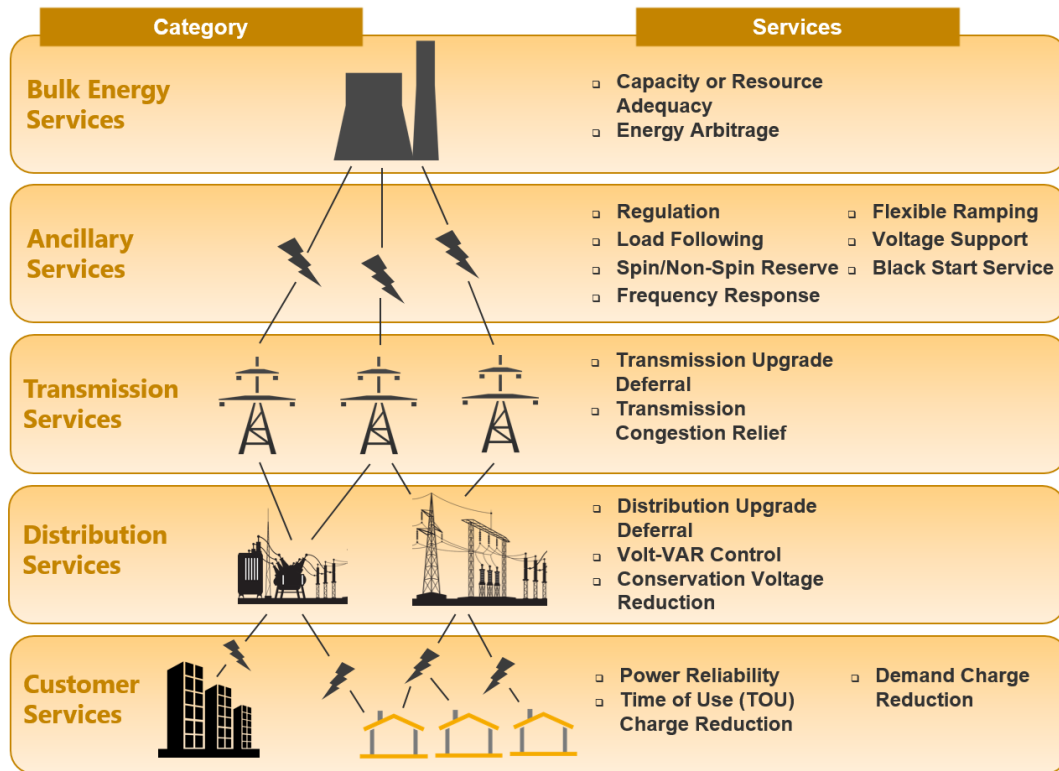 Category
Services
Bulk Energy
Services
Capacity or Resource
Adequacy
Energy Arbitrage
Ancillary
Services
Regulation
Load Following
Spin/Non-Spin Reserve
Frequency Response
Flexible Ramping
Voltage Support
Black Start Service
Transmission
Services
Transmission Upgrade
Deferral
Transmission
Congestion Relief
Distribution
Services
Distribution Upgrade
Deferral
Volt-VAR Control
Conservation Voltage
Reduction
Customer
Services
Power Reliability
Time of Use (TOU)
Charge Reduction
Demand Charge
Reduction